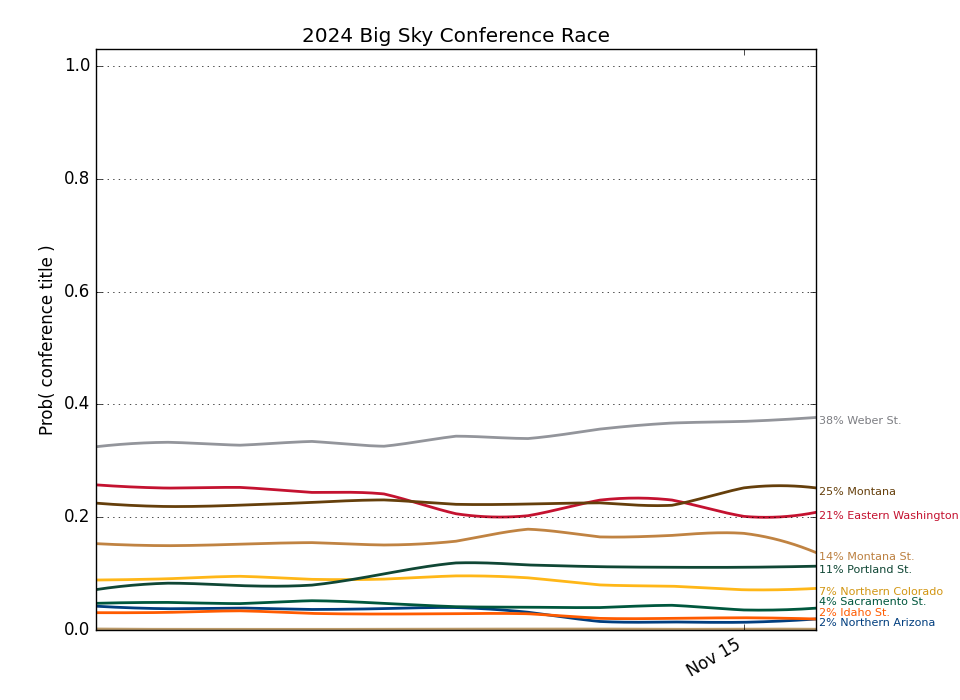 2024 Big Sky Conference Race
Prob( conference title )
1.0
0.8
0.6
0.4
0.2
0.0
38% Weber St.
25% Montana
21% Eastern Washington
14% Montana St.
11% Portland St.
7% Northern Colorado
4% Sacramento St.
2% Idaho St.
2% Northern Arizona
Nov 15